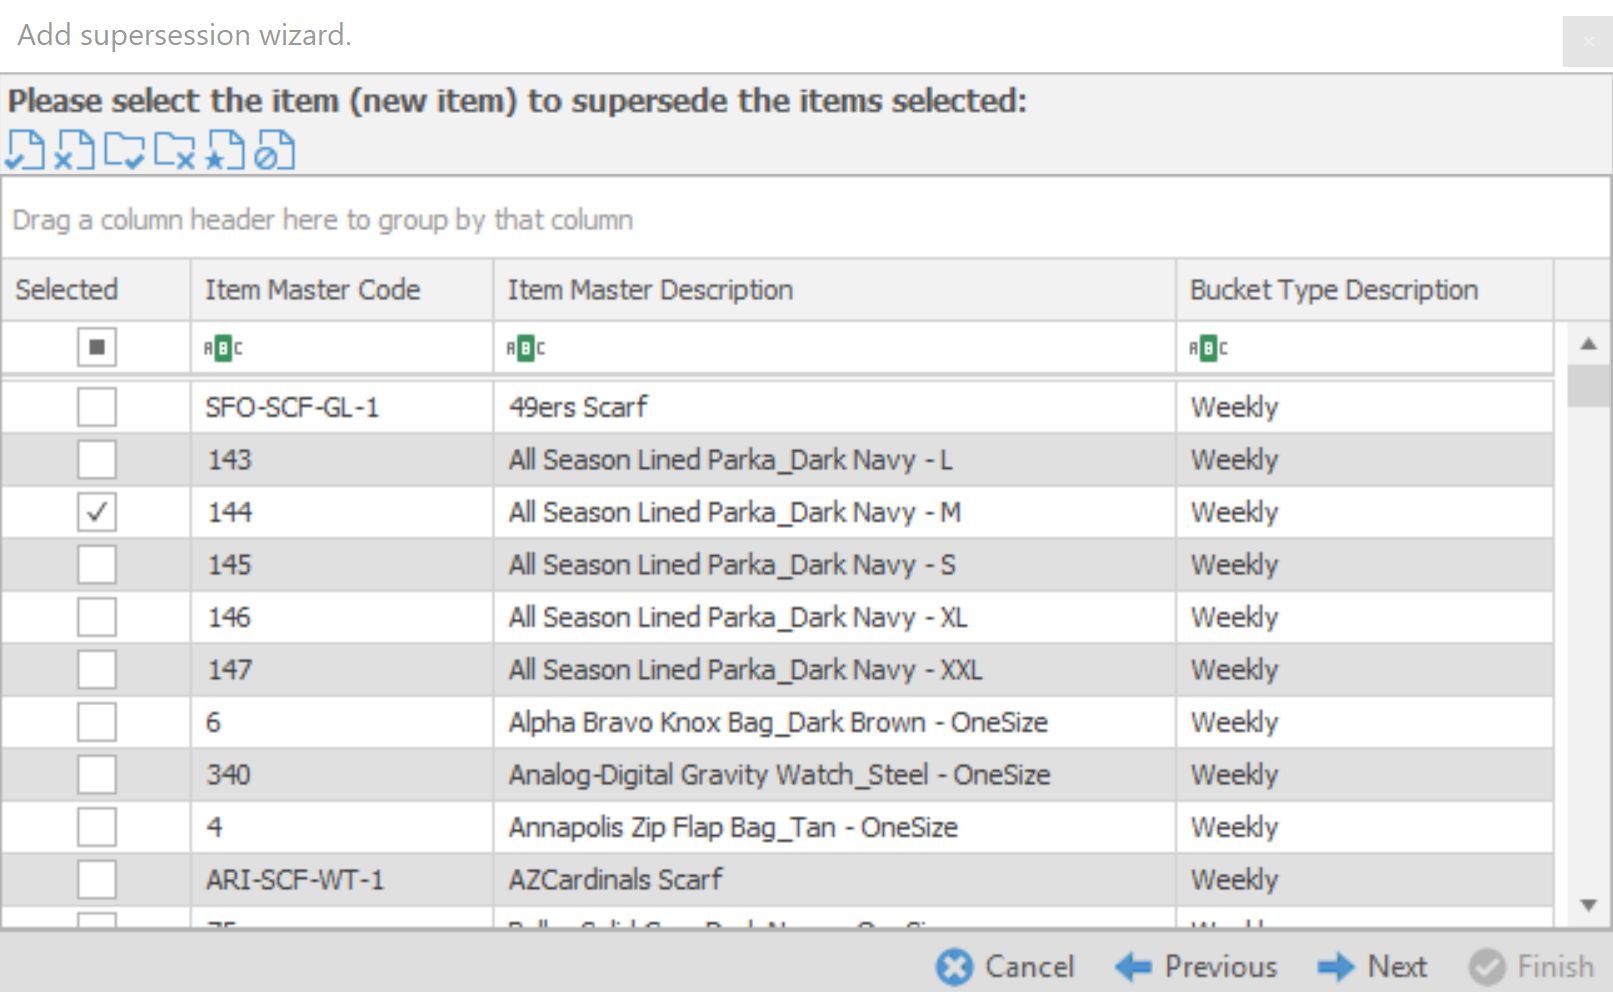 Add supersession wizard.
Please select the item (new item) to supersede the items selected:
Drag a column header here to group by that column
Selected Item Master Code Item Master Description Bucket Type Description
ABC ABC ABC
SFO-SCF-GL-1 49ers Scarf Weekly
143 All Season Lined Parka_Dark Navy - L Weekly
144 All Season Lined Parka_Dark Navy - M Weekly
145 All Season Lined Parka_Dark Navy - S Weekly
146 All Season Lined Parka_Dark Navy - XL Weekly
147 All Season Lined Parka_Dark Navy - XXL Weekly
6 Alpha Bravo Knox Bag_Dark Brown - OneSize Weekly
340 Analog-Digital Gravity Watch_Steel - OneSize Weekly
4 Annapolis Zip Flap Bag_Tan - OneSize Weekly
ARI-SCF-WT-1 AZCardinals Scarf Weekly
Cancel Previous Next Finish